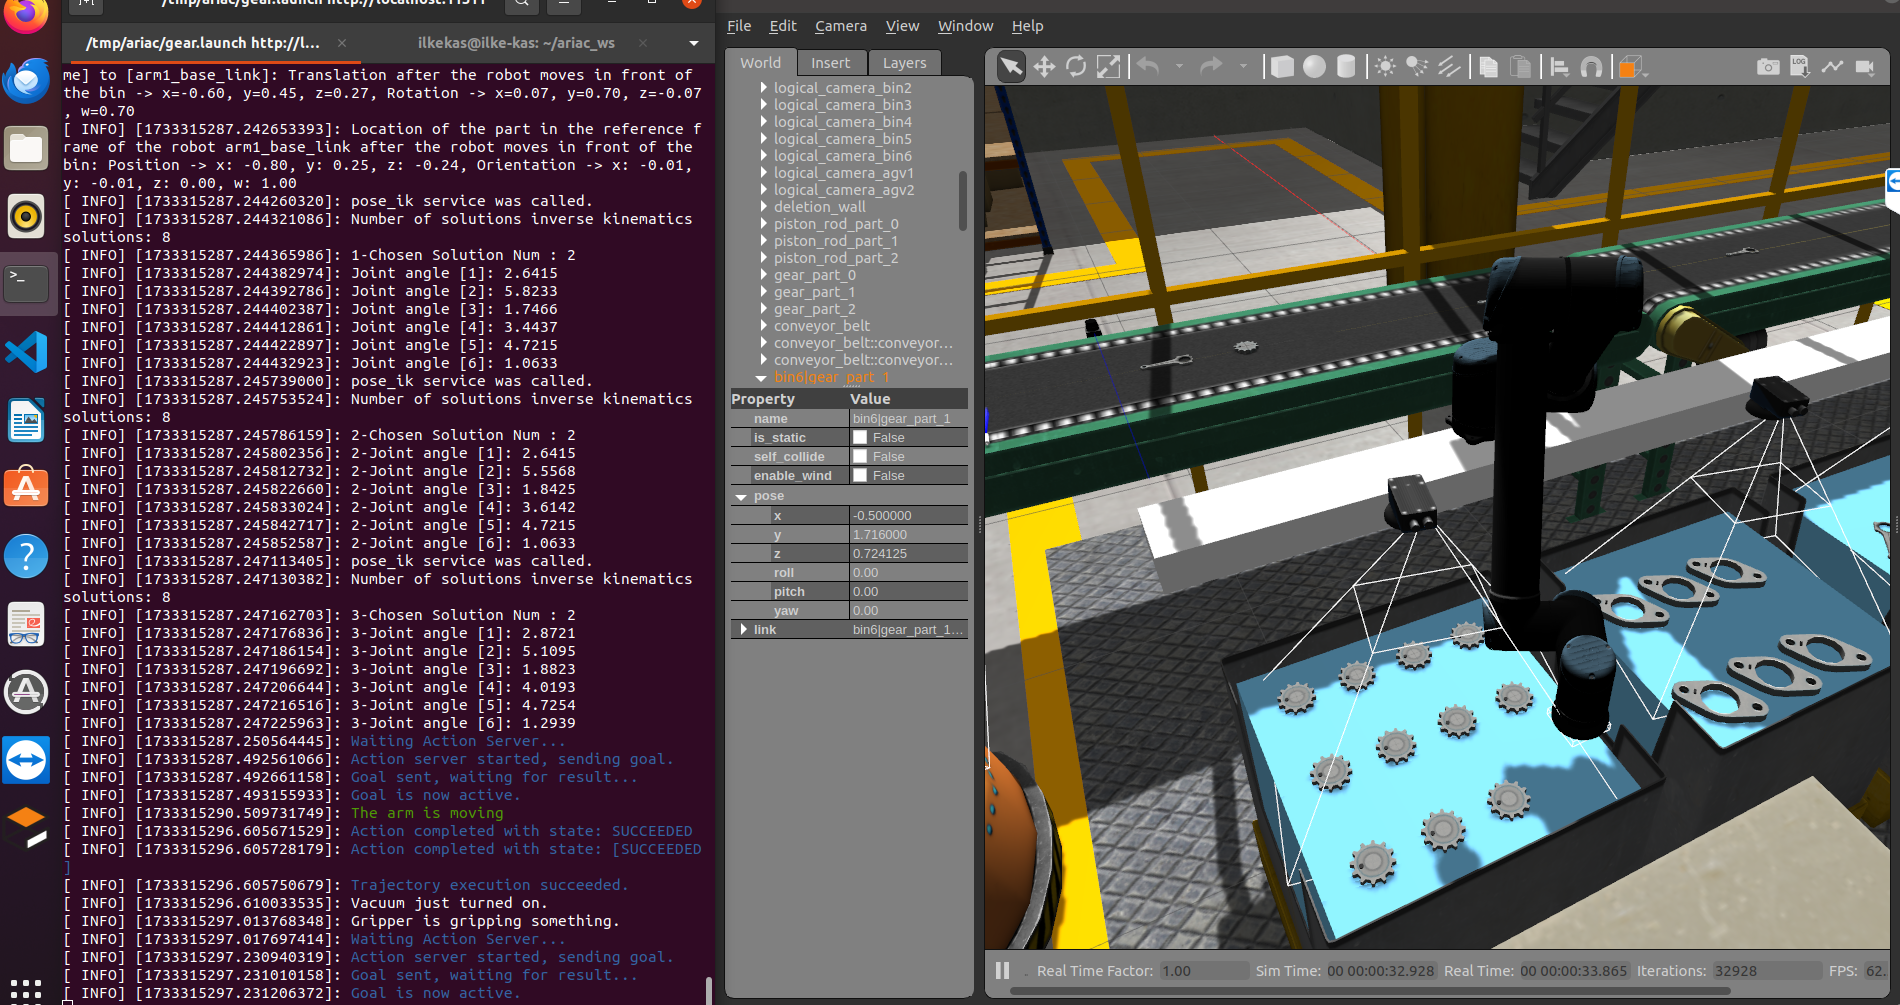 /tmp/ariac/gear.launch http://localhost:11311
/tmp/ariac/gear.launch http://l... ×
ilkekas@ilke-kas: ~/ariac_ws ×
me] to [arm1_base_link]: Translation after the robot moves in front of
the bin -> x=-0.60, y=0.45, z=0.27, Rotation -> x=0.07, y=0.70, z=-0.07
, w=0.70
[ INFO] [1733315287.242653393]: Location of the part in the reference f
rame of the robot arm1_base_link after the robot moves in front of the
bin: Position -> x: -0.80, y: 0.25, z: -0.24, Orientation -> x: -0.01,
y: -0.01, z: 0.00, w: 1.00
[ INFO] [1733315287.244260320]: pose_ik service was called.
[ INFO] [1733315287.244321086]: Number of solutions inverse kinematics
solutions: 8
[ INFO] [1733315287.244365986]: 1-Chosen Solution Num : 2
[ INFO] [1733315287.244382974]: Joint angle [1]: 2.6415
[ INFO] [1733315287.244392786]: Joint angle [2]: 5.8233
[ INFO] [1733315287.244402387]: Joint angle [3]: 1.7466
[ INFO] [1733315287.244412861]: Joint angle [4]: 3.4437
[ INFO] [1733315287.244422897]: Joint angle [5]: 4.7215
[ INFO] [1733315287.244432923]: Joint angle [6]: 1.0633
[ INFO] [1733315287.245739000]: pose_ik service was called.
[ INFO] [1733315287.245753524]: Number of solutions inverse kinematics
solutions: 8
[ INFO] [1733315287.245786159]: 2-Chosen Solution Num : 2
[ INFO] [1733315287.245802356]: 2-Joint angle [1]: 2.6415
[ INFO] [1733315287.245812732]: 2-Joint angle [2]: 5.5568
[ INFO] [1733315287.245822660]: 2-Joint angle [3]: 1.8425
[ INFO] [1733315287.245833024]: 2-Joint angle [4]: 3.6142
[ INFO] [1733315287.245842717]: 2-Joint angle [5]: 4.7215
[ INFO] [1733315287.245852587]: 2-Joint angle [6]: 1.0633
[ INFO] [1733315287.247113405]: pose_ik service was called.
[ INFO] [1733315287.247130382]: Number of solutions inverse kinematics
solutions: 8
[ INFO] [1733315287.247162703]: 3-Chosen Solution Num : 2
[ INFO] [1733315287.247176836]: 3-Joint angle [1]: 2.8721
[ INFO] [1733315287.247186154]: 3-Joint angle [2]: 5.1095
[ INFO] [1733315287.247196692]: 3-Joint angle [3]: 1.8823
[ INFO] [1733315287.247206644]: 3-Joint angle [4]: 4.0193
[ INFO] [1733315287.247216516]: 3-Joint angle [5]: 4.7254
[ INFO] [1733315287.247225963]: 3-Joint angle [6]: 1.2939
[ INFO] [1733315287.250564445]: Waiting Action Server...
[ INFO] [1733315287.492561066]: Action server started, sending goal.
[ INFO] [1733315287.492661158]: Goal sent, waiting for result...
[ INFO] [1733315287.493155933]: Goal is now active.
[ INFO] [1733315290.509731749]: The arm is moving
[ INFO] [1733315296.605671529]: Action completed with state: SUCCEEDED
[ INFO] [1733315296.605728179]: Action completed with state: [SUCCEEDED
]
[ INFO] [1733315296.605750679]: Trajectory execution succeeded.
[ INFO] [1733315296.610033535]: Vacuum just turned on.
[ INFO] [1733315297.013768348]: Gripper is gripping something.
[ INFO] [1733315297.017697414]: Waiting Action Server...
[ INFO] [1733315297.230940319]: Action server started, sending goal.
[ INFO] [1733315297.231010158]: Goal sent, waiting for result...
[ INFO] [1733315297.231206372]: Goal is now active.
File Edit Camera View Window Help
World Insert Layers
logical_camera_bin2
logical_camera_bin3
logical_camera_bin4
logical_camera_bin5
logical_camera_bin6
logical_camera_agv1
logical_camera_agv2
deletion_wall
piston_rod_part_0
piston_rod_part_1
piston_rod_part_2
gear_part_0
gear_part_1
gear_part_2
conveyor_belt
conveyor_belt::conveyor...
conveyor_belt::conveyor...
bin6|gear_part_1
Property Value
name bin6|gear_part_1
is_static False
self_collide False
enable_wind False
pose
x -0.500000
y 1.716000
z 0.724125
roll 0.00
pitch 0.00
yaw 0.00
link bin6|gear_part_1...
LOG
Real Time Factor: 1.00 Sim Time: 00 00:00:32.928 Real Time: 00 00:00:33.865 Iterations: 32928 FPS: 62.